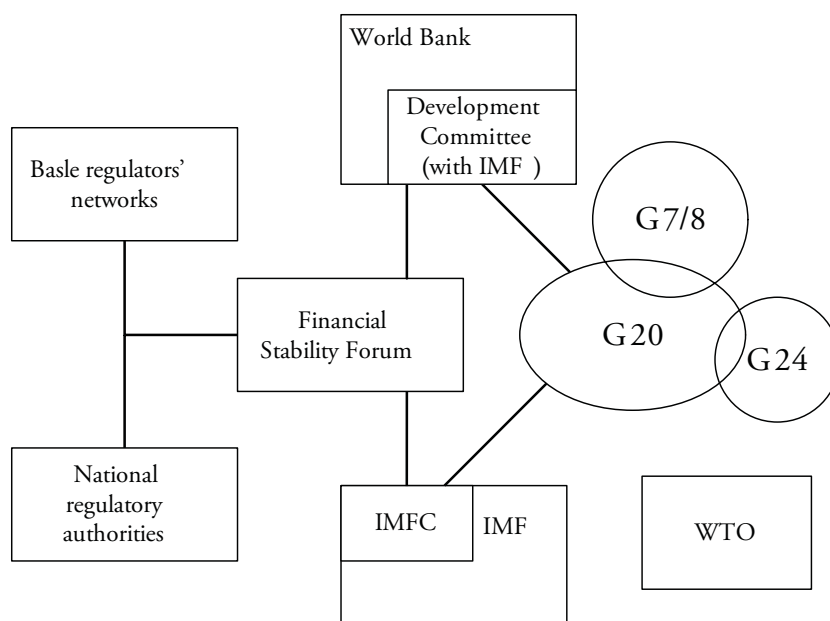 World Bank
Development
Committee
(with IMF )
Basle regulators’
networks
G7/8
Financial
Stability Forum
G20
G24
National
regulatory
authorities
IMFC
IMF
WTO